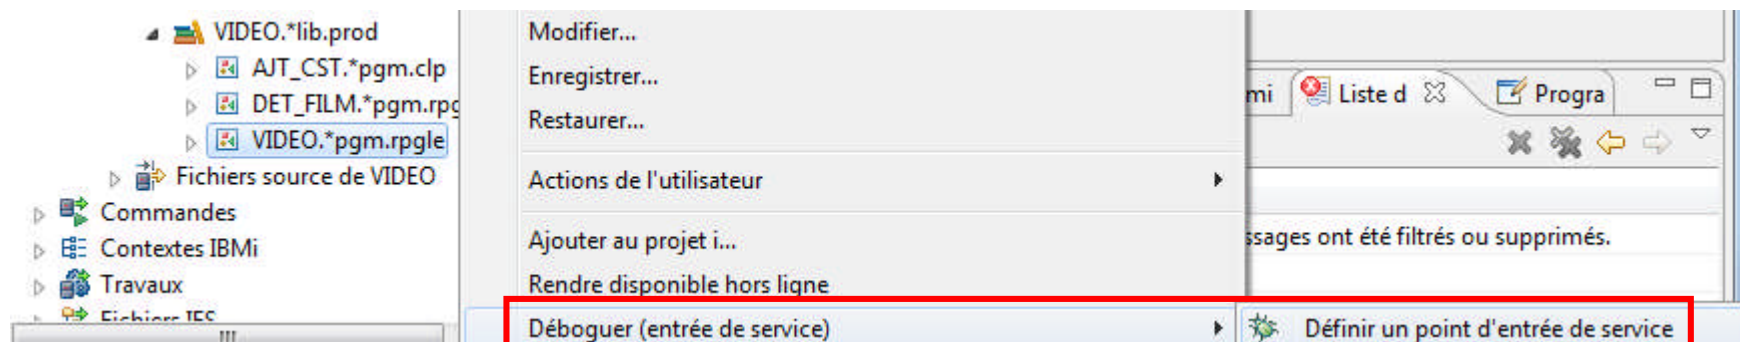 VIDEO.*lib.prod
AJT_CST.*pgm.clp
DET_FILM.*pgm.rpg
VIDEO.*pgm.rpgle
Fichiers source de VIDEO
Commandes
Contextes IBMi
Travaux
Fichiers IFS
Modifier...
Enregistrer...
Restaurer...
Actions de l'utilisateur
Ajouter au projet i...
Rendre disponible hors ligne
Déboguer (entrée de service)
mi Liste d Progra
ssages ont été filtrés ou supprimés.
Définir un point d'entrée de service